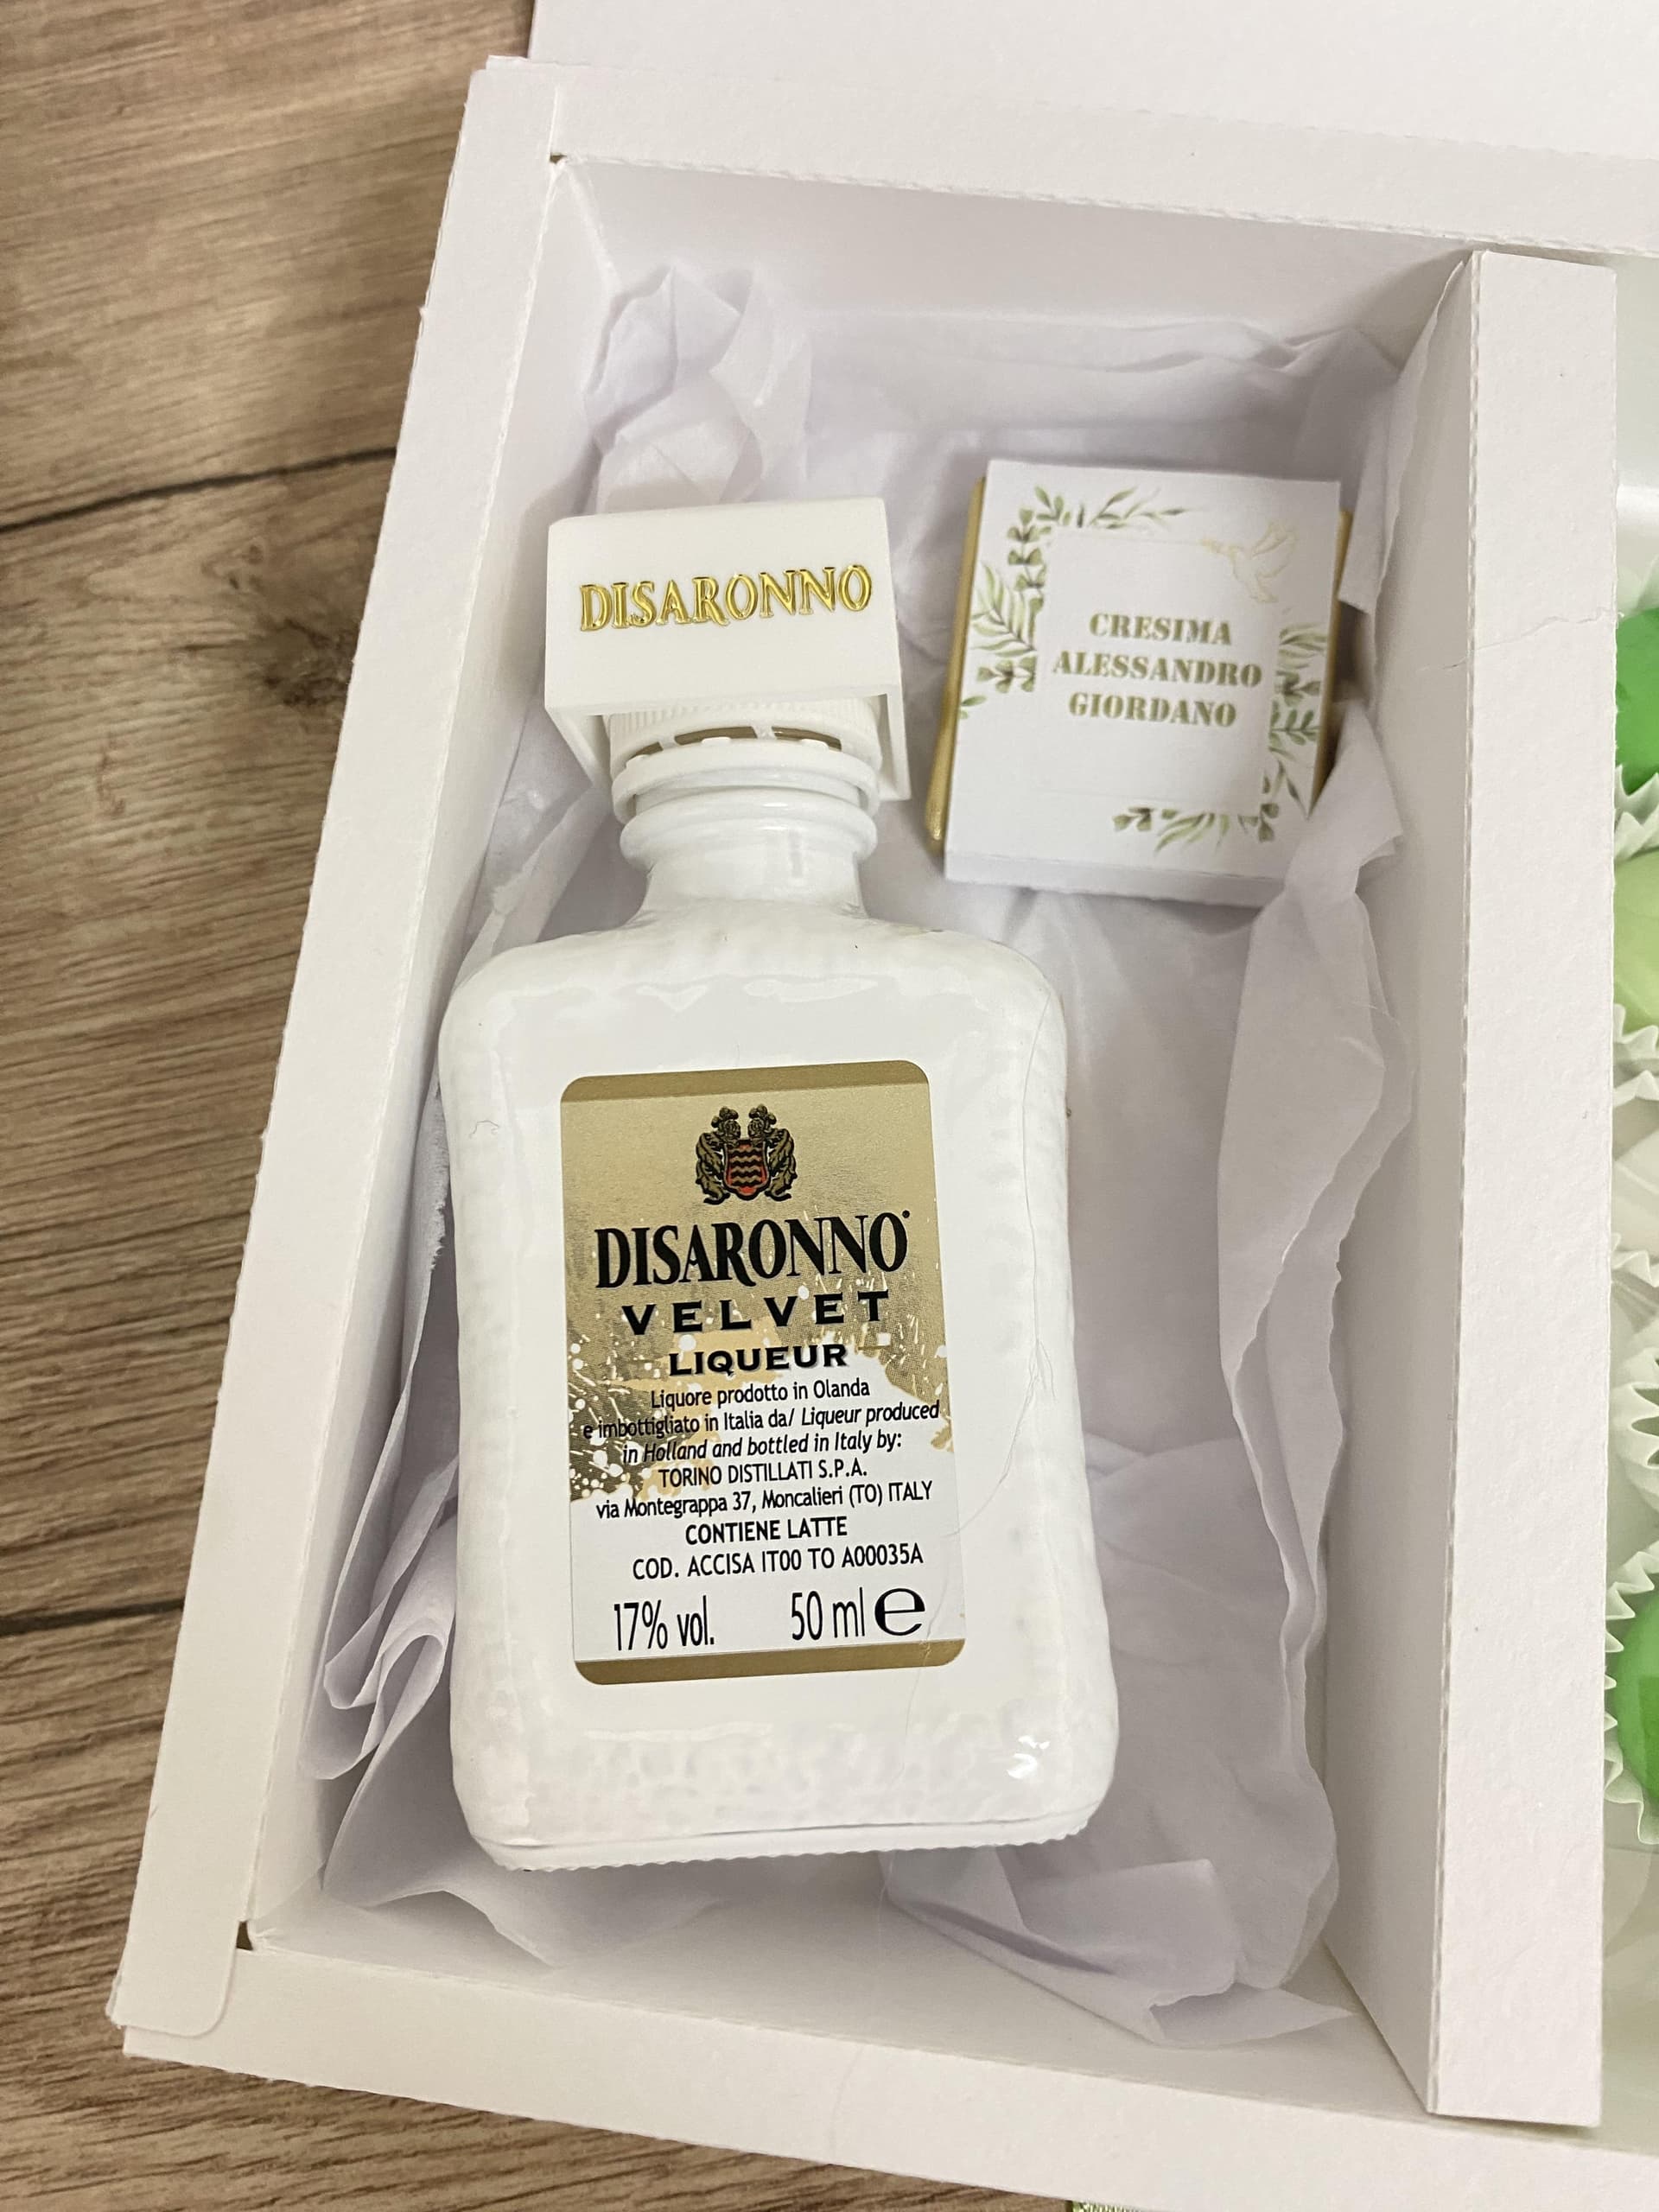 DISARONNO
CRESIMA
ALESSANDRO
GIORDANO
DISARONNO
VELVET
LIQUEUR
Liquore prodotto in Olanda
e imbottigliato in Italia da/ Liqueur produced
in Holland and bottled in Italy by:
TORINO DISTILLATI S.P.A.
via Montegrappa 37, Moncalieri (TO) ITALY
CONTIENE LATTE
COD. ACCISA IT00 TO A00035A
17% vol. 50 ml e